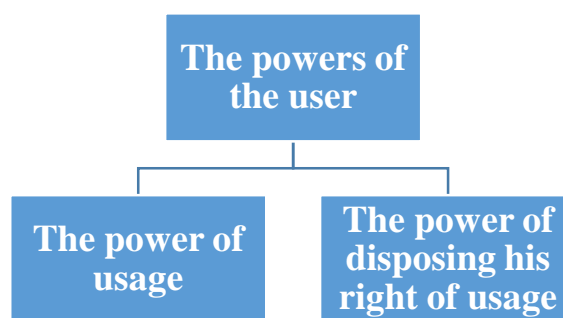 The powers of
the user
The power of
usage
The power of
disposing his
right of usage